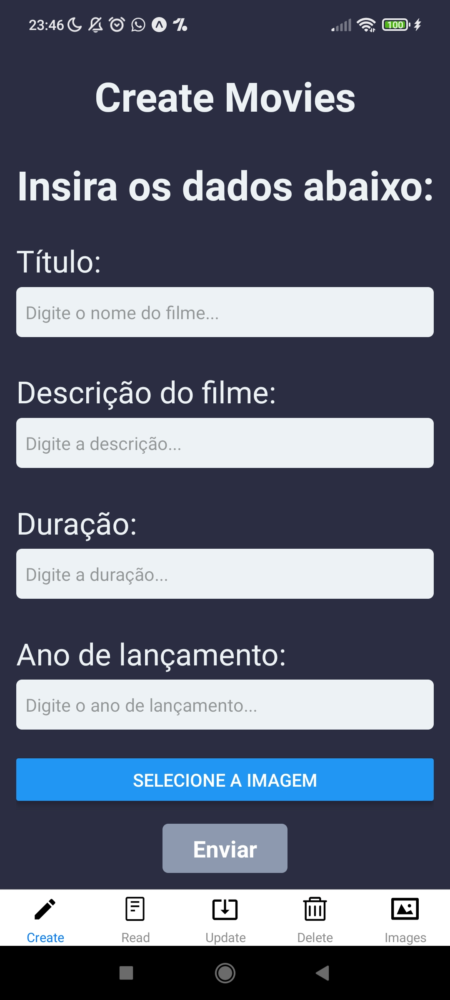 23:46
100
Create Movies
Insira os dados abaixo:
Título:
Digite o nome do filme...
Descrição do filme:
Digite a descrição...
Duração:
Digite a duração...
Ano de lançamento:
Digite o ano de lançamento...
SELECIONE A IMAGEM
Enviar
Create Read Update Delete Images